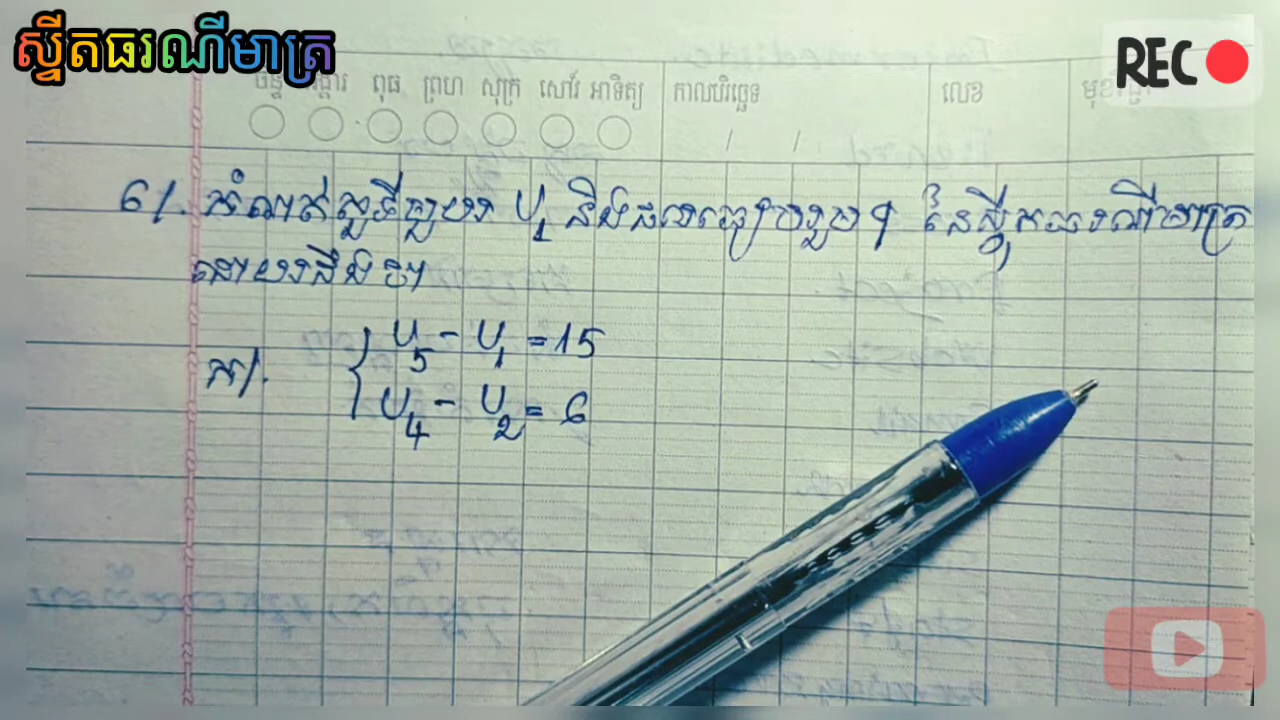 ស្វ៊ីតធរណីមាត្រ
REC
ច័ន្ទ អង្គារ ពុធ ព្រហ សុក្រ សៅរ៍ អាទិត្យ កាលបរិច្ឆេទ លេខ
6/. កំណត់តួទីមួយ U₁ និងផលធៀបរួម q នៃស្វ៊ីតធរណីមាត្រ
ដោយដឹងថា
ក/. U₅ - U₁ = 15
U₄ - U₂ = 6